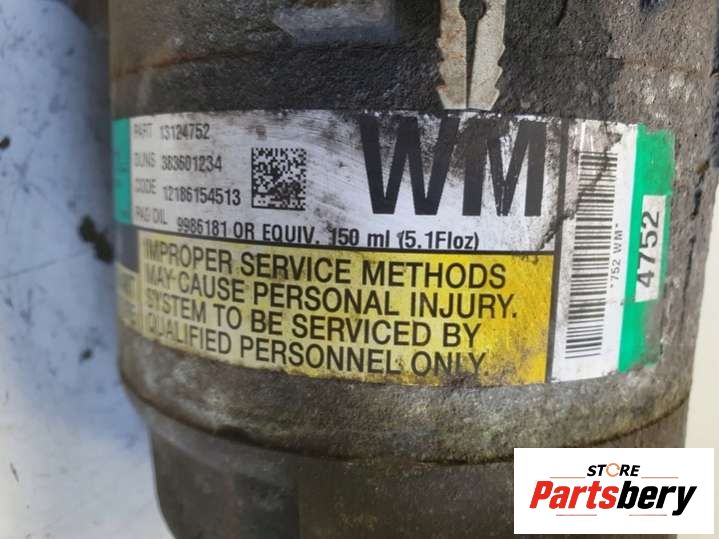 PART 13124752
DUNS 383601234
CODE 12186154513
PAG OIL 9986181 OR EQUIV. 150 ml (5.1Floz)
WM
IMPROPER SERVICE METHODS
MAY CAUSE PERSONAL INJURY.
SYSTEM TO BE SERVICED BY
QUALIFIED PERSONNEL ONLY.
*752 WM*
4752
STORE
Partsbery